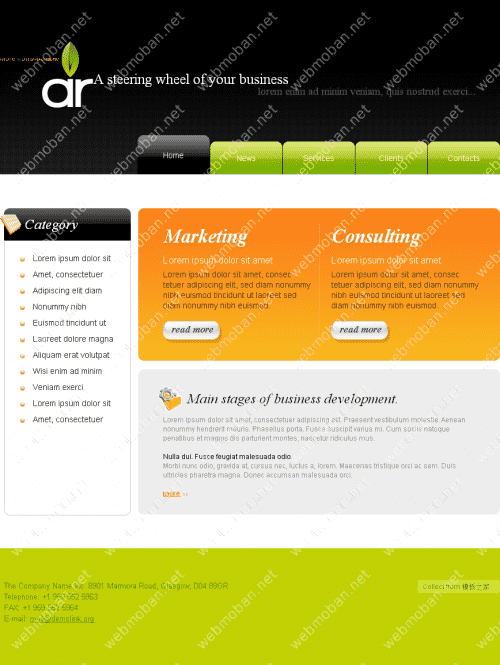 ar
A steering wheel of your business
lorem enim ad minim veniam, quis nostrud exerci...
Home
News
Services
Clients
Contacts
Category
Lorem ipsum dolor sit
Amet, consectetuer
Adipiscing elit diam
Nonummy nibh
Euismod tincidunt ut
Laoreet dolore magna
Aliquam erat volutpat
Wisi enim ad minim
Veniam exerci
Lorem ipsum dolor sit
Amet, consectetuer
Marketing
Lorem ipsum dolor sit amet
Lorem ipsum dolor sit amet, consec
tetuer adipiscing elit, sed diam nonummy
nibh euismod tincidunt ut laoreet sed
diam nonummy nibh euismod.
read more
Consulting
Lorem ipsum dolor sit amet
Lorem ipsum dolor sit amet, consec
tetuer adipiscing elit, sed diam nonummy
nibh euismod tincidunt ut laoreet sed
diam nonummy nibh euismod.
read more
Main stages of business development.
Lorem ipsum dolor sit amet, consectetuer adipiscing elit. Praesent vestibulum molestie. Aenean
nonummy hendrerit mauris. Phasellus porta. Fusce suscipit varius mi. Cum sociis natoque
penatibus et magnis dis parturient montes, nascetur ridiculus mus.
Nulla dui. Fusce feugiat malesuada odio.
Morbi nunc odio, gravida at, cursus nec, luctus a, lorem. Maecenas tristique orci ac sem. Duis
ultricies pharetra magna. Donec accumsan malesuada orci.
more >>
The Company Name Inc. 8901 Marmora Road, Glasgow, D04 89GR
Telephone: +1 959 552 5963
FAX: +1 959 552 5964
E-mail:
Collect from
webmoban.net